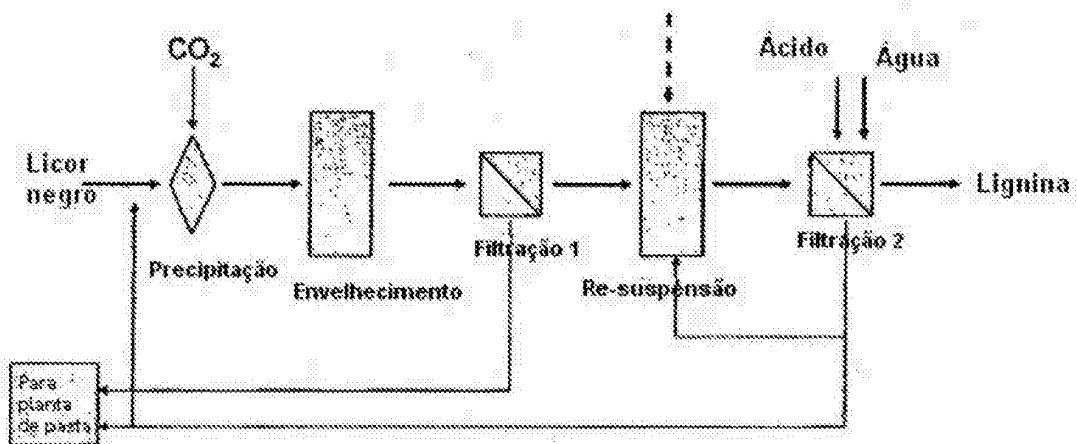 CO₂
Ácido
Água
Licor
negro
Lignina
Precipitação
Envelhecimento
Filtração 1
Re-suspensão
Filtração 2
Para
planta
de pasta